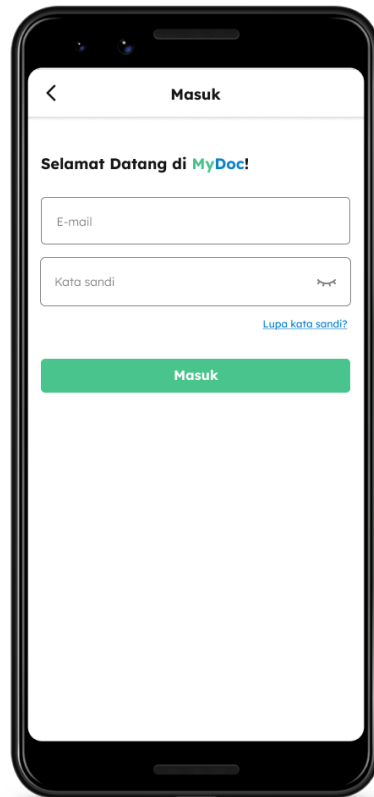 Masuk
Selamat Datang di MyDoc!
E-mail
Kata sandi
Lupa kata sandi?
Masuk